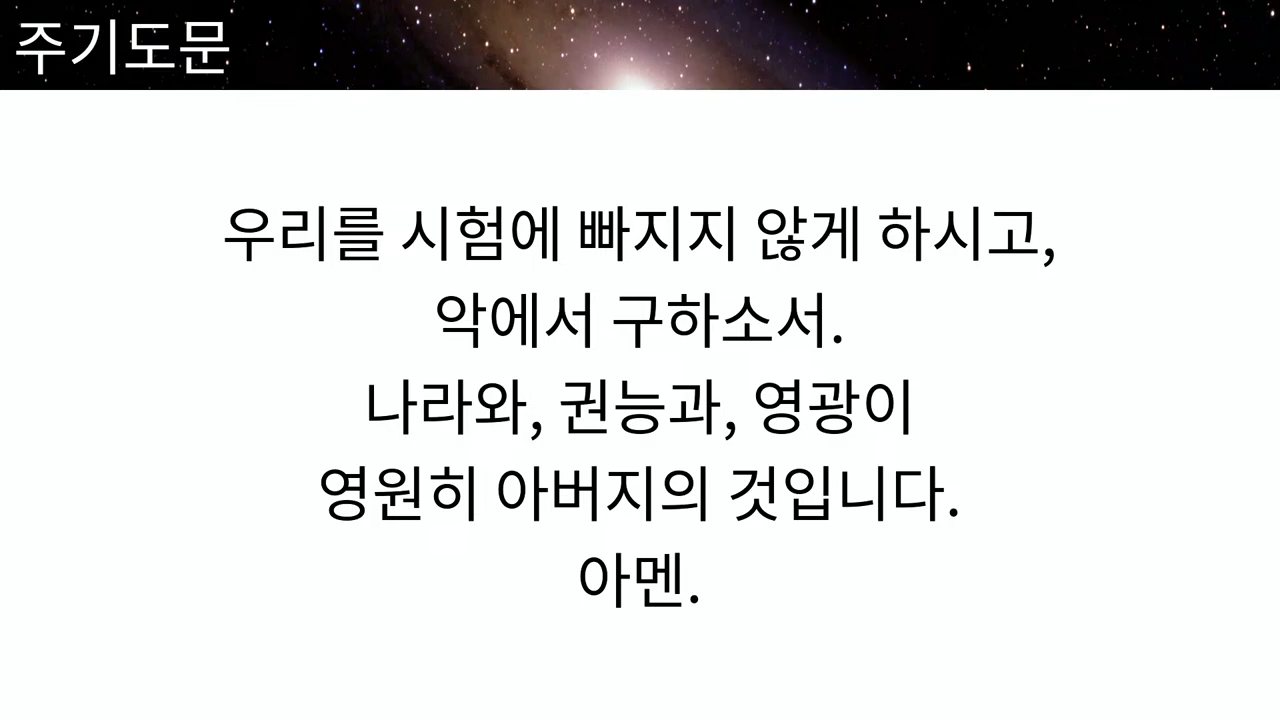 주기도문
우리를 시험에 빠지지 않게 하시고,
악에서 구하소서.
나라와, 권능과, 영광이
영원히 아버지의 것입니다.
아멘.